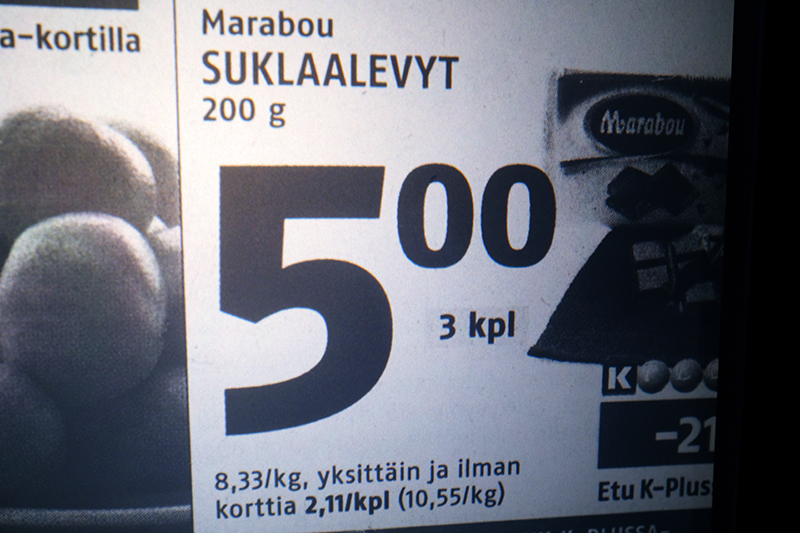 a-kortilla
Marabou
SUKLAALEVYT
200 g
Marabou
5 00
3 kpl
K
-21
Etu K-Plus
8,33/kg, yksittäin ja ilman
korttia 2,11/kpl (10,55/kg)
PLUSSA-